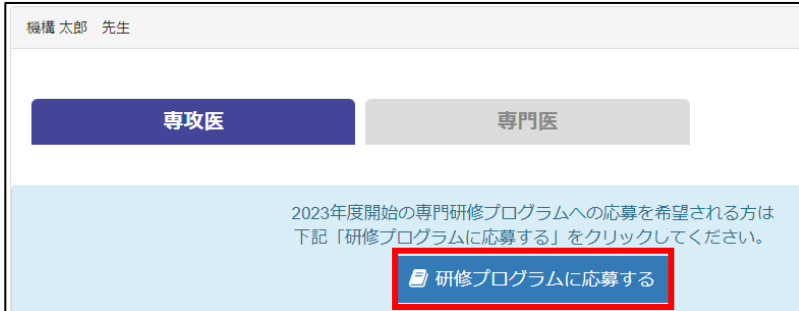 機構 太郎　先生
専攻医
専門医
2023年度開始の専門研修プログラムへの応募を希望される方は
下記「研修プログラムに応募する」をクリックしてください。
研修プログラムに応募する